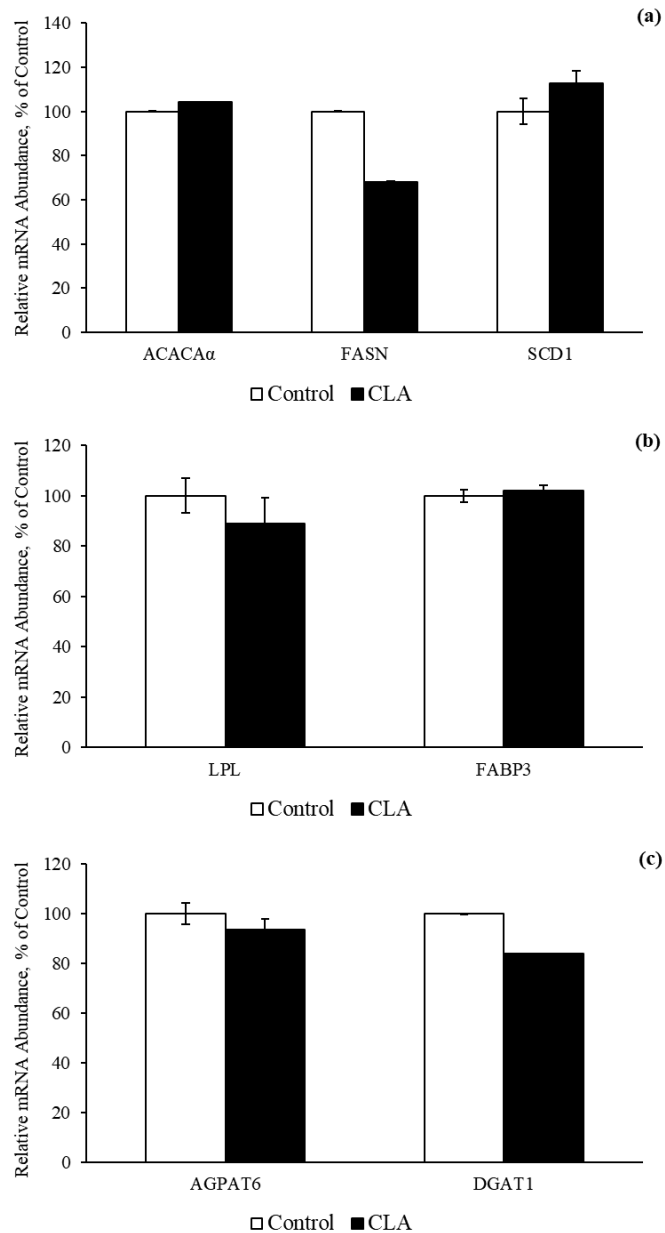 (a)
Relative mRNA Abundance, % of Control
140
120
100
80
60
40
20
0
ACACAα FASN SCD1
Control CLA
(b)
Relative mRNA Abundance, % of Control
120
100
80
60
40
20
0
LPL FABP3
Control CLA
(c)
Relative mRNA Abundance, % of Control
120
100
80
60
40
20
0
AGPAT6 DGAT1
Control CLA